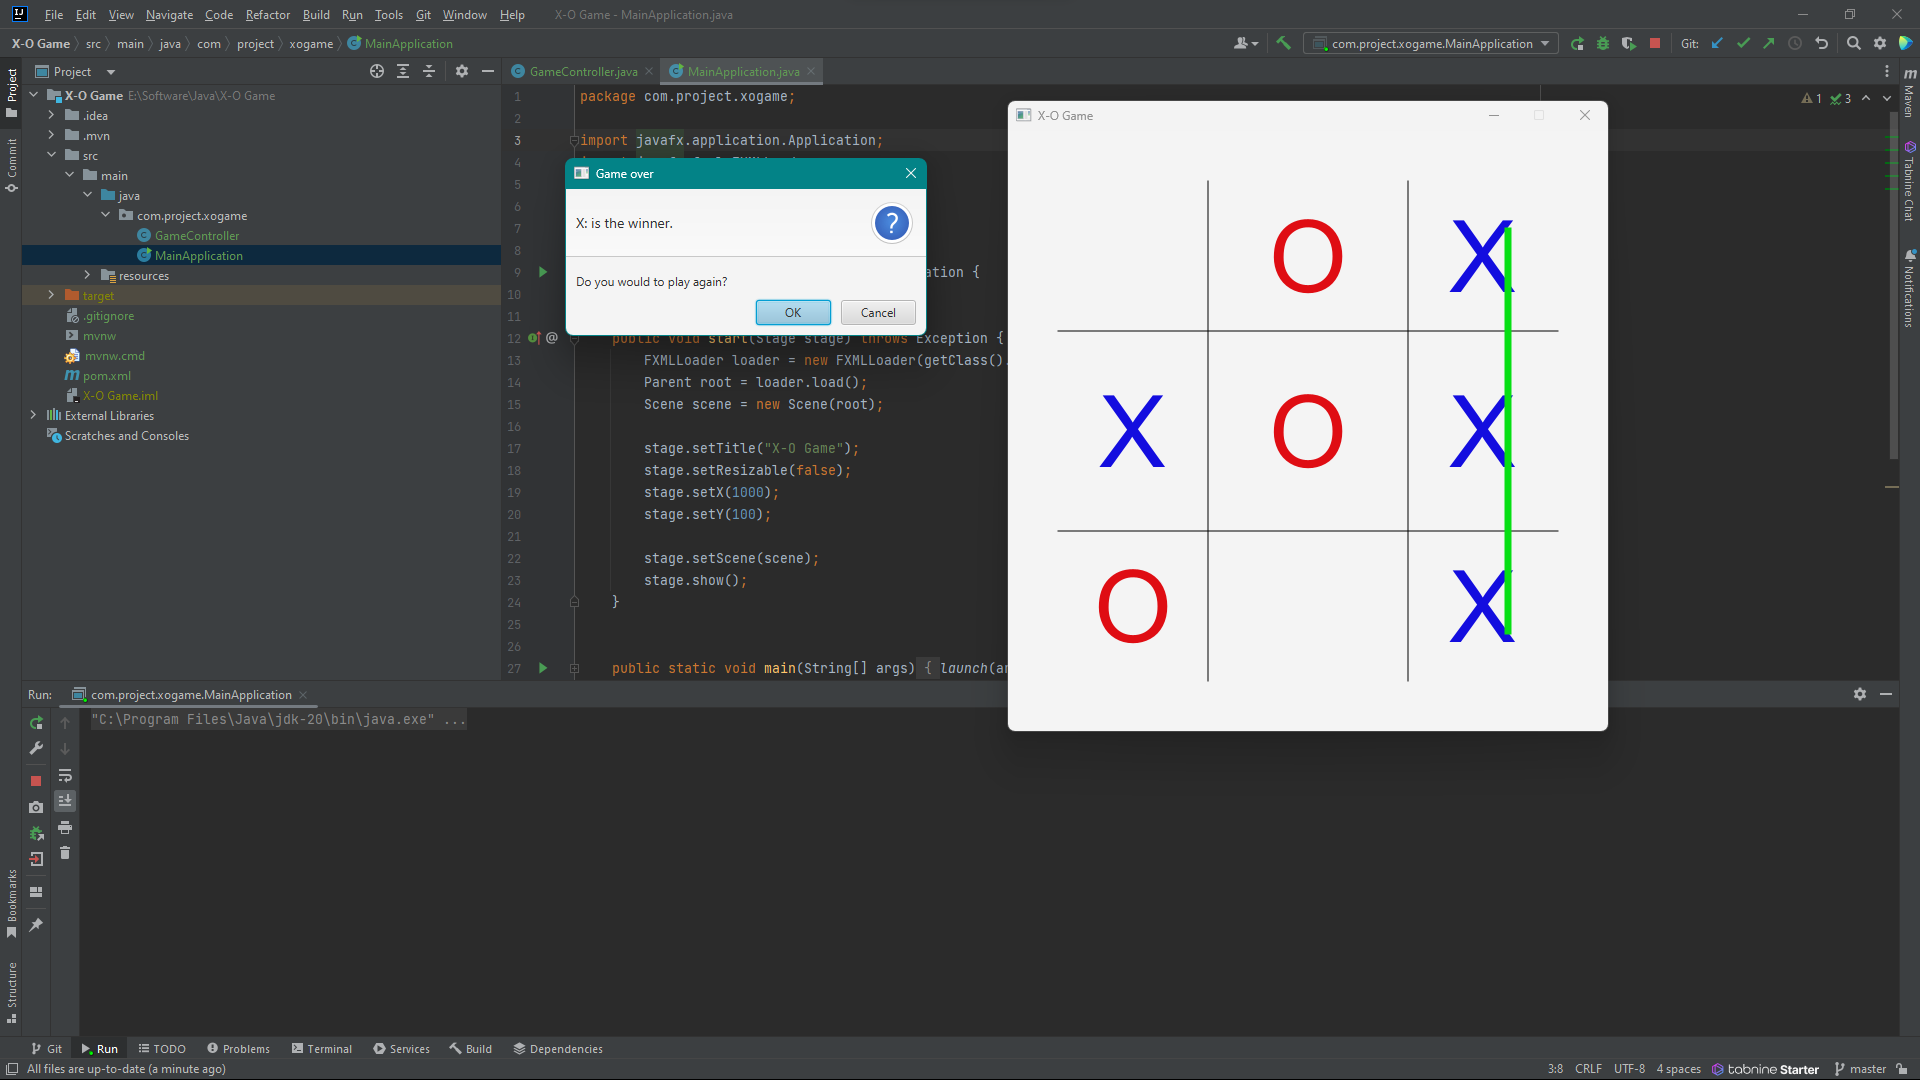 File Edit View Navigate Code Refactor Build Run Tools Git Window Help X-O Game - MainApplication.java
X-O Game src main java com project xogame MainApplication
com.project.xogame.MainApplication Git:
Project
GameController.java MainApplication.java
Project
Commit
Bookmarks
Structure
X-O Game E:\Software\Java\X-O Game
.idea
.mvn
src
main
java
com.project.xogame
GameController
MainApplication
resources
target
.gitignore
mvnw
mvnw.cmd
pom.xml
X-O Game.iml
External Libraries
Scratches and Consoles
1 package com.project.xogame;
2
3 import javafx.application.Application;
4
5
6
7
8
9 ation {
10
11
12 public void start(Stage stage) throws Exception {
13 FXMLLoader loader = new FXMLLoader(getClass().
14 Parent root = loader.load();
15 Scene scene = new Scene(root);
16
17 stage.setTitle("X-O Game");
18 stage.setResizable(false);
19 stage.setX(1000);
20 stage.setY(100);
21
22 stage.setScene(scene);
23 stage.show();
24 }
25
26
27 public static void main(String[] args) { launch(ar
1 3
Game over
X: is the winner.
Do you would to play again?
OK Cancel
X-O Game
O X
X O X
O X
Maven
Tabnine Chat
Notifications
Run: com.project.xogame.MainApplication
"C:\Program Files\Java\jdk-20\bin\java.exe" ...
Git Run TODO Problems Terminal Services Build Dependencies
All files are up-to-date (a minute ago)
3:8 CRLF UTF-8 4 spaces tabnine Starter master